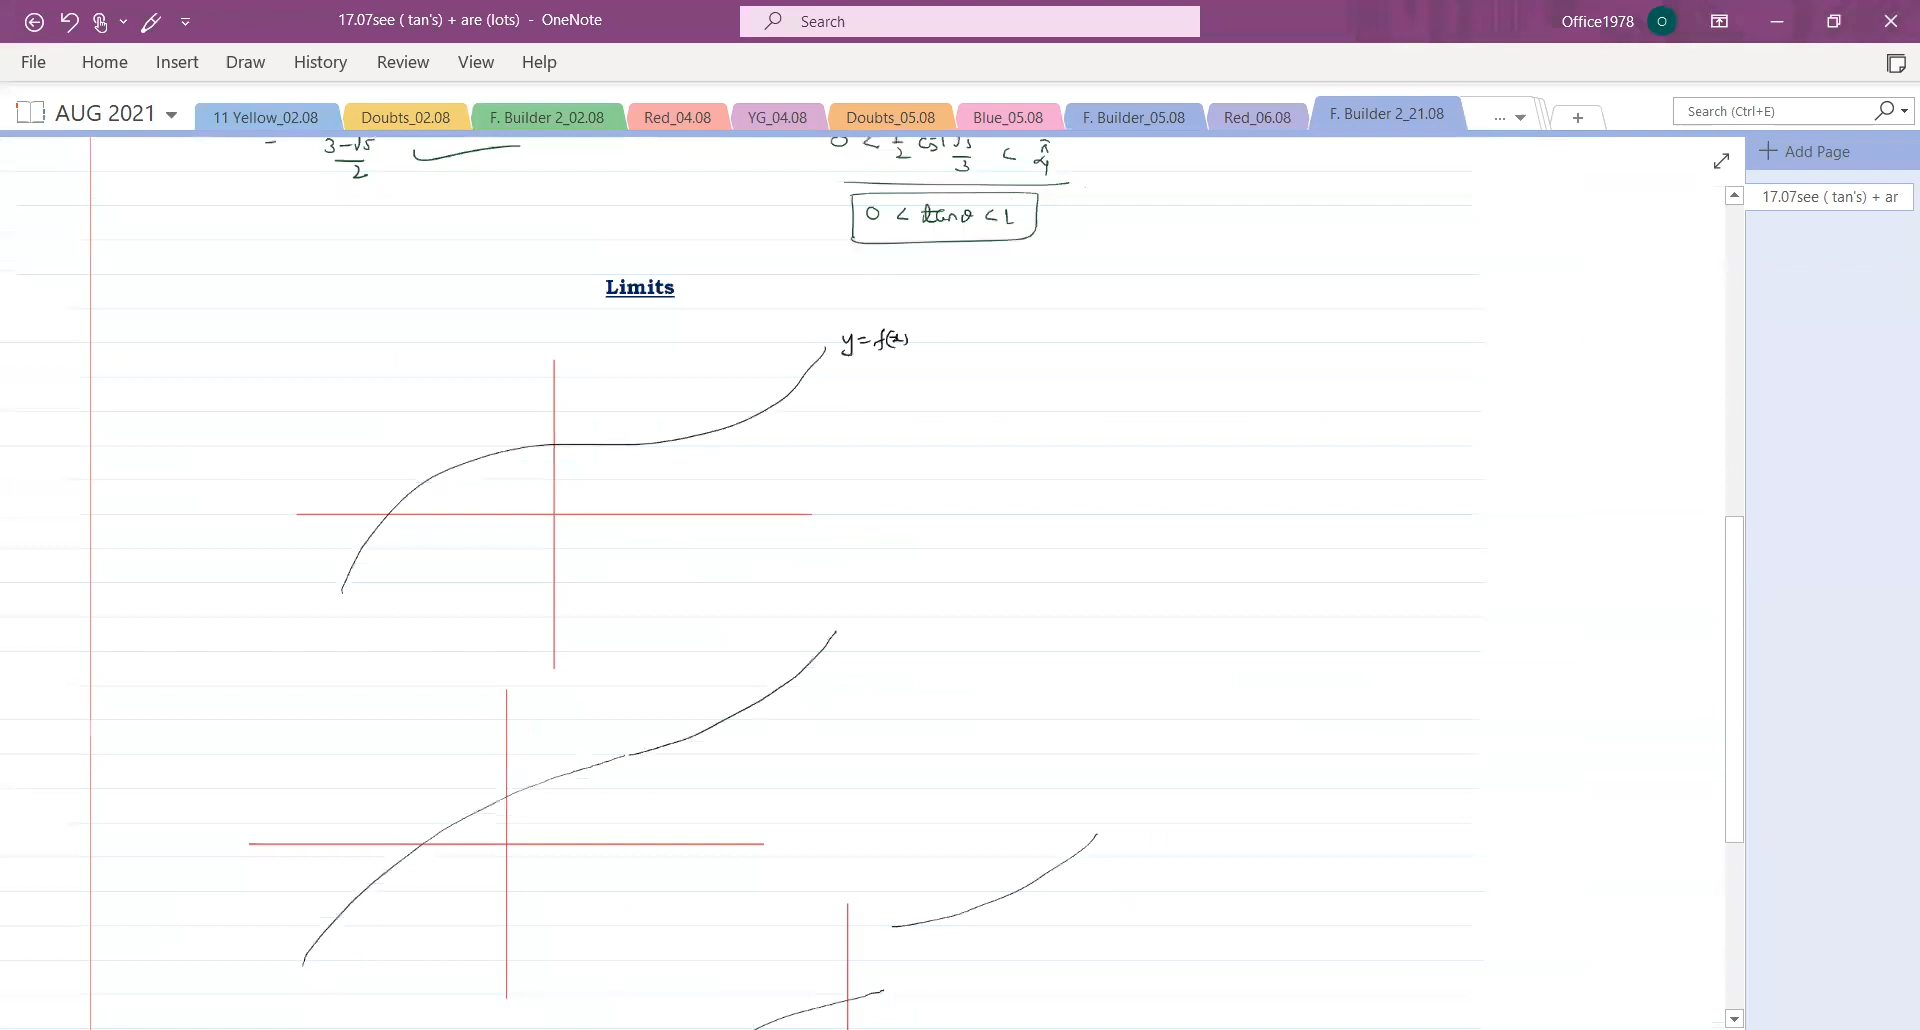 17.07see ( tan's) + are (lots) - OneNote
Search
Office1978
O
File Home Insert Draw History Review View Help
AUG 2021
11 Yellow_02.08 Doubts_02.08 F. Builder 2_02.08 Red_04.08 YG_04.08 Doubts_05.08 Blue_05.08 F. Builder_05.08 Red_06.08 F. Builder 2_21.08 ...
Search (Ctrl+E)
Add Page
17.07see ( tan's) + ar
= 3-√5
2
0 < tanθ < 1
Limits
y = f(x)